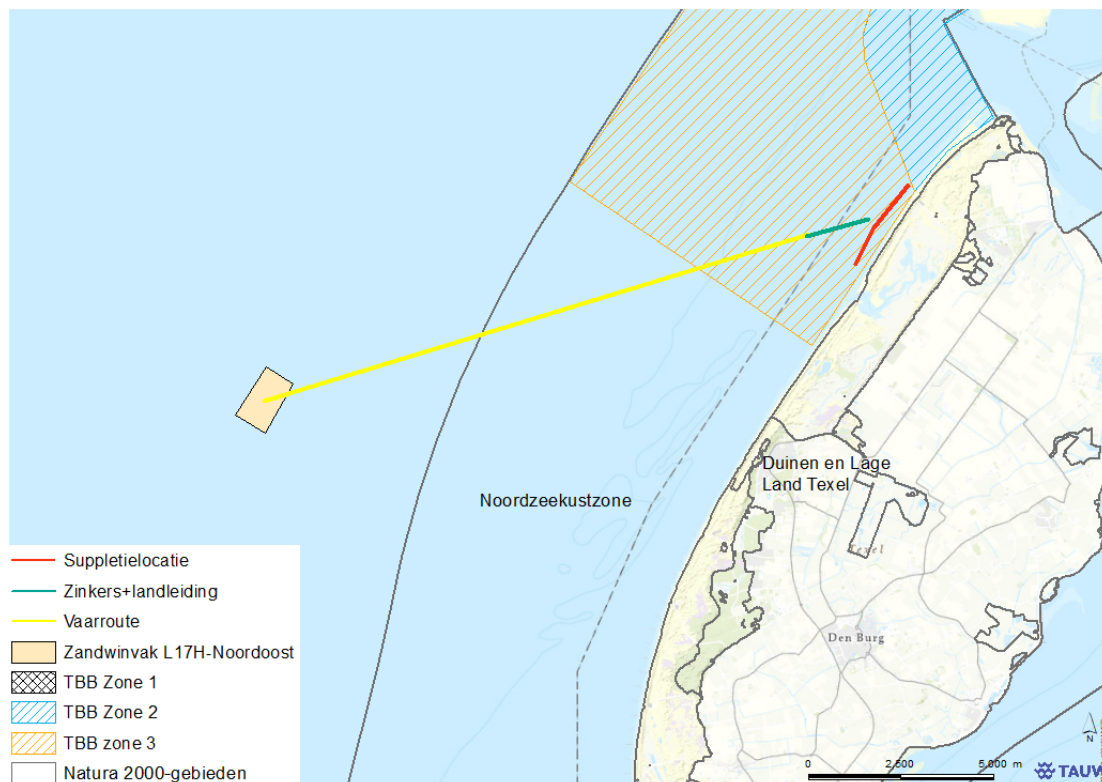 Duinen en Lage
Land Texel
Noordzeekustzone
Texel
Den Burg
Suppletielocatie
Zinkers+landleiding
Vaarroute
Zandwinvak L17H-Noordoost
TBB Zone 1
TBB Zone 2
TBB zone 3
Natura 2000-gebieden
0 2,500 5,000 m
N
TAUW